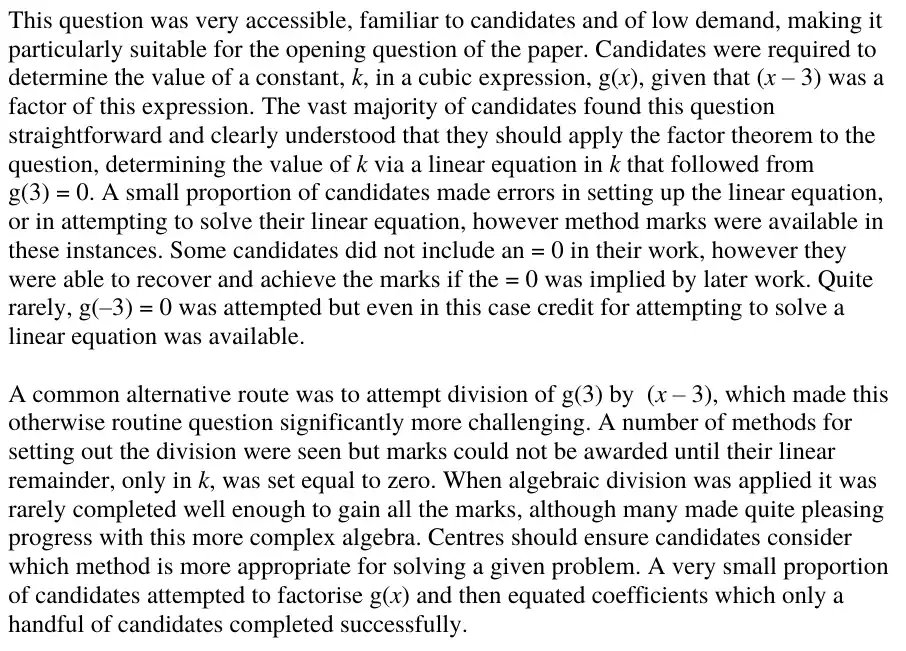 This question was very accessible, familiar to candidates and of low demand, making it
particularly suitable for the opening question of the paper. Candidates were required to
determine the value of a constant, k, in a cubic expression, g(x), given that (x – 3) was a
factor of this expression. The vast majority of candidates found this question
straightforward and clearly understood that they should apply the factor theorem to the
question, determining the value of k via a linear equation in k that followed from
g(3) = 0. A small proportion of candidates made errors in setting up the linear equation,
or in attempting to solve their linear equation, however method marks were available in
these instances. Some candidates did not include an = 0 in their work, however they
were able to recover and achieve the marks if the = 0 was implied by later work. Quite
rarely, g(–3) = 0 was attempted but even in this case credit for attempting to solve a
linear equation was available.

A common alternative route was to attempt division of g(3) by  (x – 3), which made this
otherwise routine question significantly more challenging. A number of methods for
setting out the division were seen but marks could not be awarded until their linear
remainder, only in k, was set equal to zero. When algebraic division was applied it was
rarely completed well enough to gain all the marks, although many made quite pleasing
progress with this more complex algebra. Centres should ensure candidates consider
which method is more appropriate for solving a given problem. A very small proportion
of candidates attempted to factorise g(x) and then equated coefficients which only a
handful of candidates completed successfully.